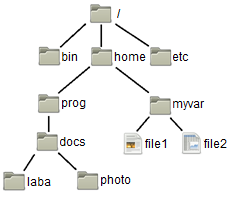 /
bin
home
etc
prog
myvar
docs
file1
file2
laba
photo